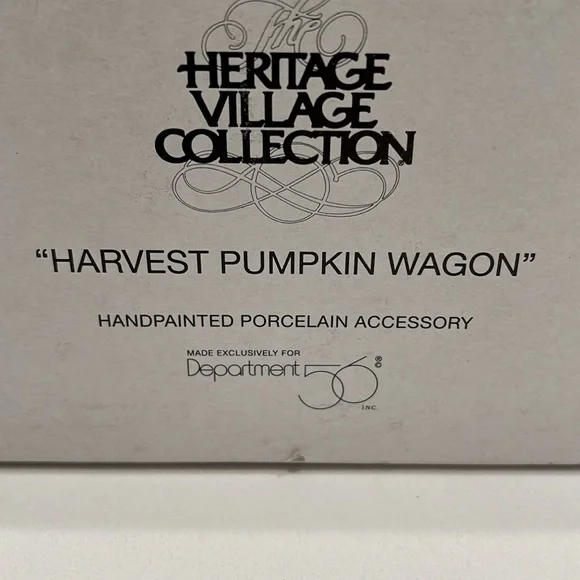 The
HERITAGE
VILLAGE
COLLECTION®
“HARVEST PUMPKIN WAGON”
HANDPAINTED PORCELAIN ACCESSORY
MADE EXCLUSIVELY FOR
Department 56 ®©
INC.